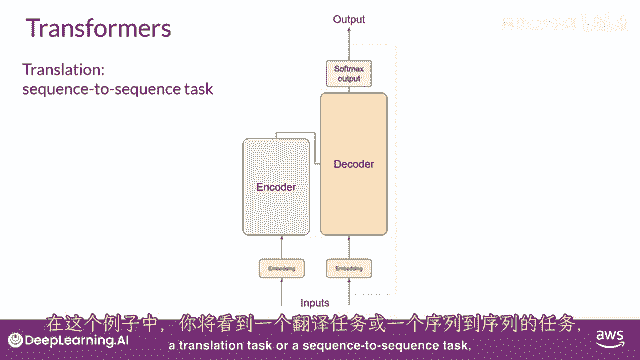 Transformers
Translation:
sequence-to-sequence task
Output
Softmax
output
Decoder
Encoder
Embedding
Embedding
Inputs
在这个例子中，你将看到一个翻译任务或一个序列到序列的任务，
a translation task or a sequence-to-sequence task,
DeepLearning.AI
aws